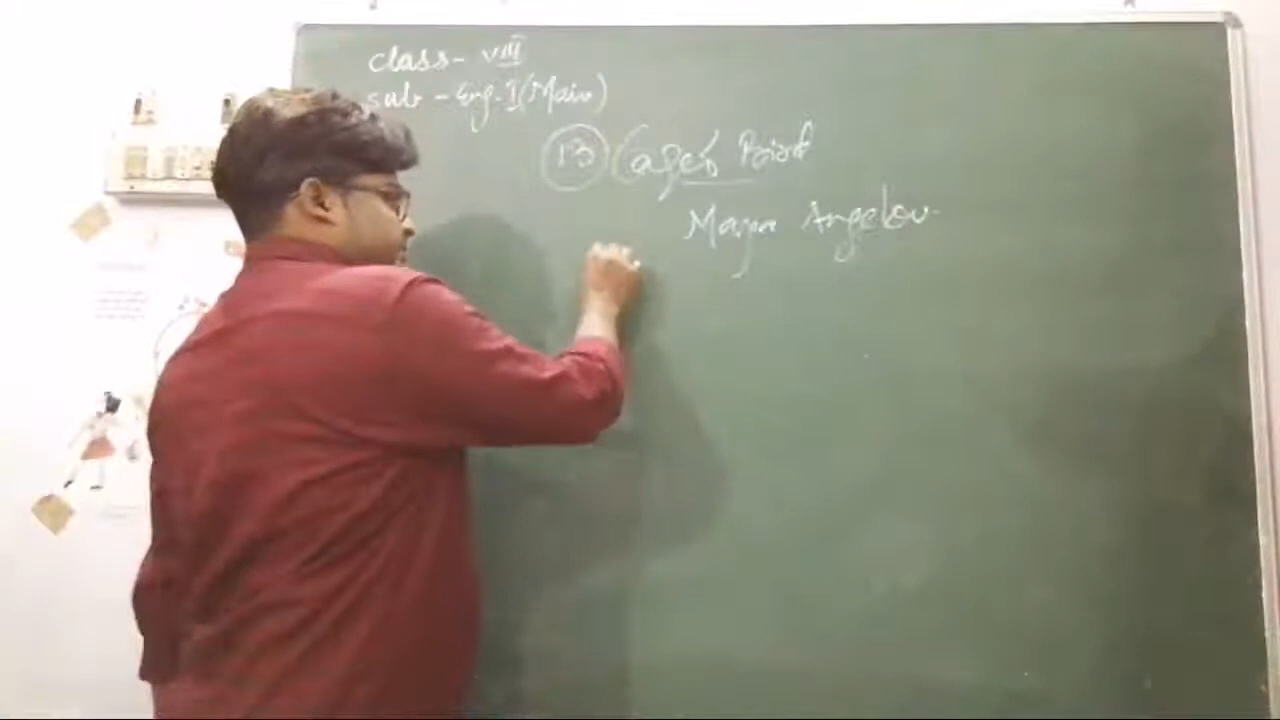 class- VIII
sub - Eng. I (Main)
13 Caged Bird
Maya Angelou